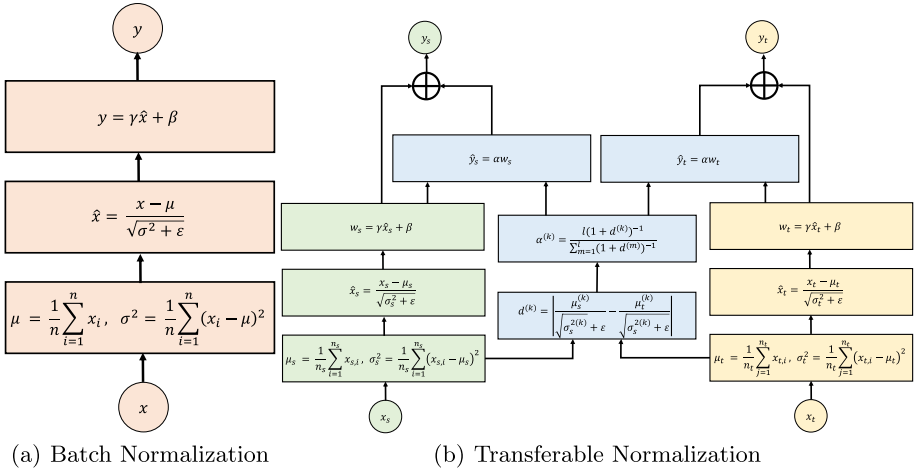 y
y = γx̂ + β
x̂ = (x − μ) / √(σ² + ε)
μ = (1/n) ∑_{i=1}^{n} x_i, σ² = (1/n) ∑_{i=1}^{n} (x_i − μ)²
x
(a) Batch Normalization
y_s
y_t
ŷ_s = αw_s
ŷ_t = αw_t
w_s = γx̂_s + β
α^{(k)} = l(1 + d^{(k)})^{−1} / ∑_{m=1}^{l} (1 + d^{(m)})^{−1}
w_t = γx̂_t + β
x̂_s = (x_s − μ_s) / √(σ_s² + ε)
d^{(k)} = | μ_s^{(k)} / √(σ_s^{2(k)} + ε) − μ_t^{(k)} / √(σ_s^{2(k)} + ε) |
x̂_t = (x_t − μ_t) / √(σ_t² + ε)
μ_s = (1/n_s) ∑_{i=1}^{n_s} x_{s,i}, σ_s² = (1/n_s) ∑_{i=1}^{n_s} (x_{s,i} − μ_s)²
μ_t = (1/n_t) ∑_{j=1}^{n_t} x_{t,i}, σ_t² = (1/n_t) ∑_{j=1}^{n_t} (x_{t,i} − μ_t)²
x_s
x_t
(b) Transferable Normalization